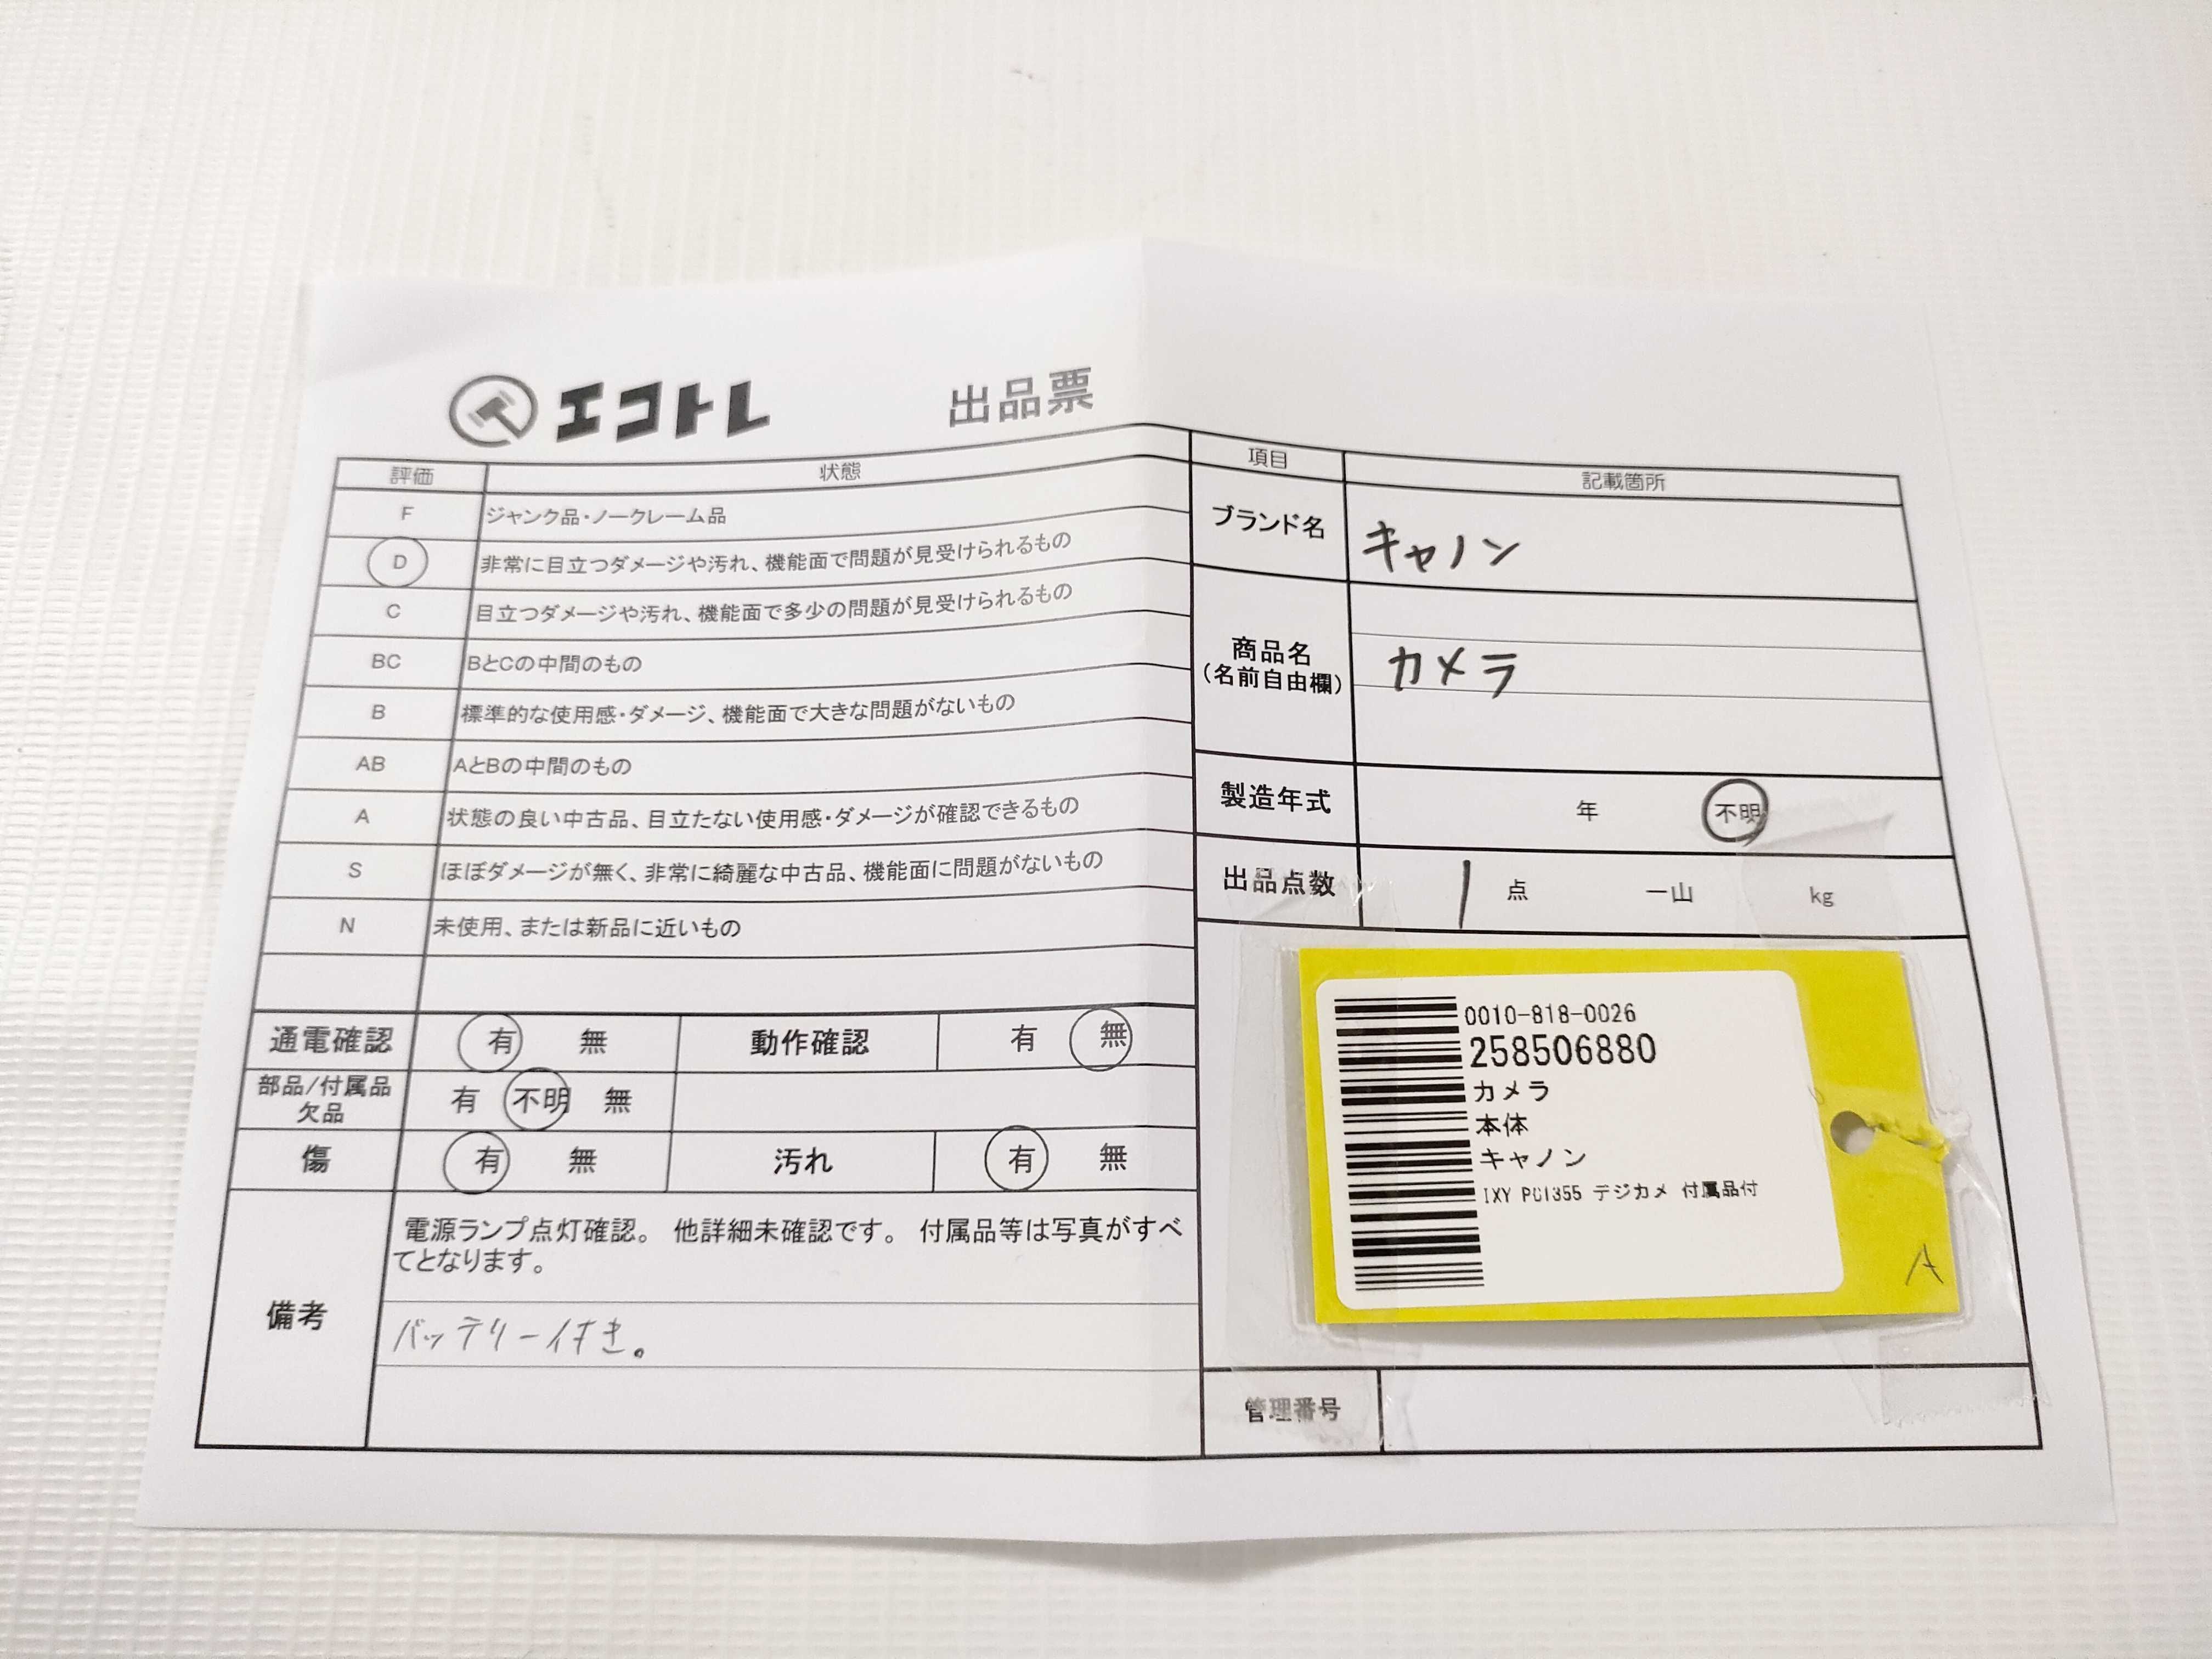 エコトレ 出品票
評価 状態
F ジャンク品・ノークレーム品
D 非常に目立つダメージや汚れ、機能面で問題が見受けられるもの
C 目立つダメージや汚れ、機能面で多少の問題が見受けられるもの
BC BとCの中間のもの
B 標準的な使用感・ダメージ、機能面で大きな問題がないもの
AB AとBの中間のもの
A 状態の良い中古品、目立たない使用感・ダメージが確認できるもの
S ほぼダメージが無く、非常に綺麗な中古品、機能面に問題がないもの
N 未使用、または新品に近いもの
通電確認 有 無 動作確認 有 無
部品/付属品
欠品 有 不明 無
傷 有 無 汚れ 有 無
備考
電源ランプ点灯確認。 他詳細未確認です。 付属品等は写真がすべ
てとなります。
バッテリー付き。
項目 記載箇所
ブランド名 キャノン
商品名
(名前自由欄)
カメラ
製造年式 年 不明
出品点数 1 点 一山 kg
0010-818-0026
258506880
カメラ
本体
キャノン
IXY PC1355 デジカメ 付属品付
A
管理番号